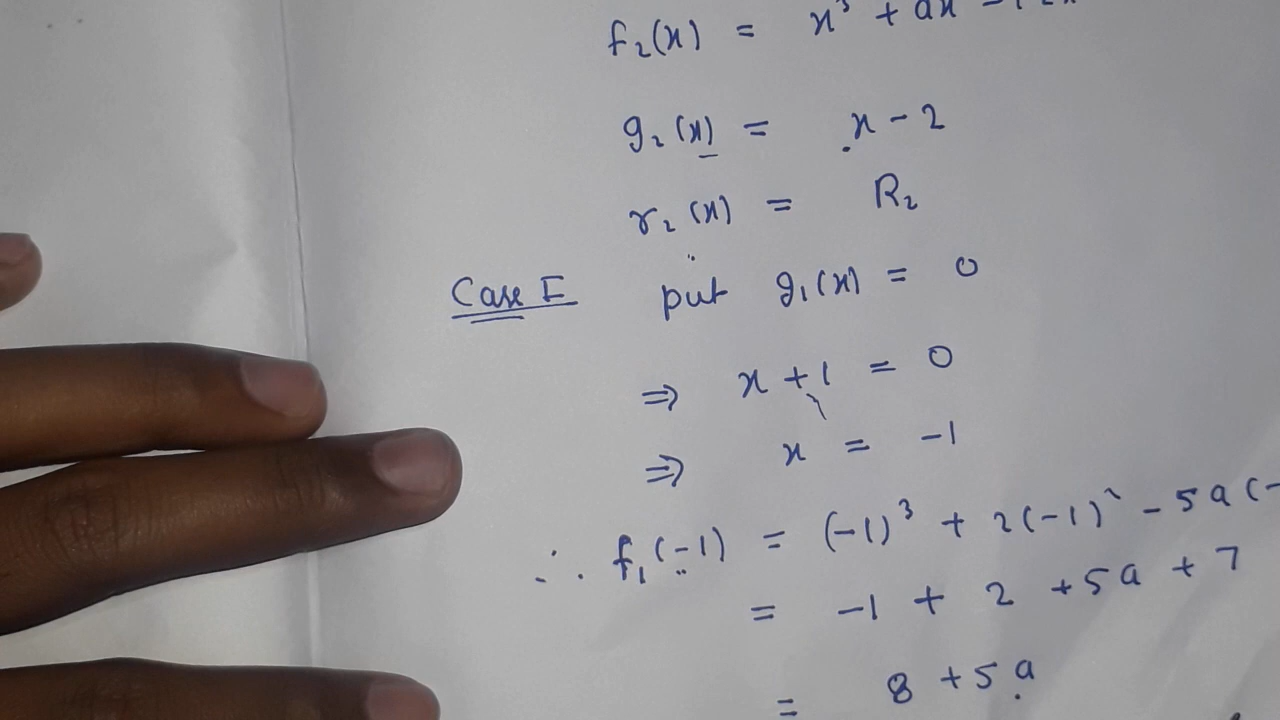 f₂(x) = x³ + ax
g₂(x) = x - 2
r₂(x) = R₂
Case I put g₁(x) = 0
⇒ x + 1 = 0
⇒ x = -1
∴ f₁(-1) = (-1)³ + 2(-1)² - 5a(-
= -1 + 2 + 5a + 7
= 8 + 5a